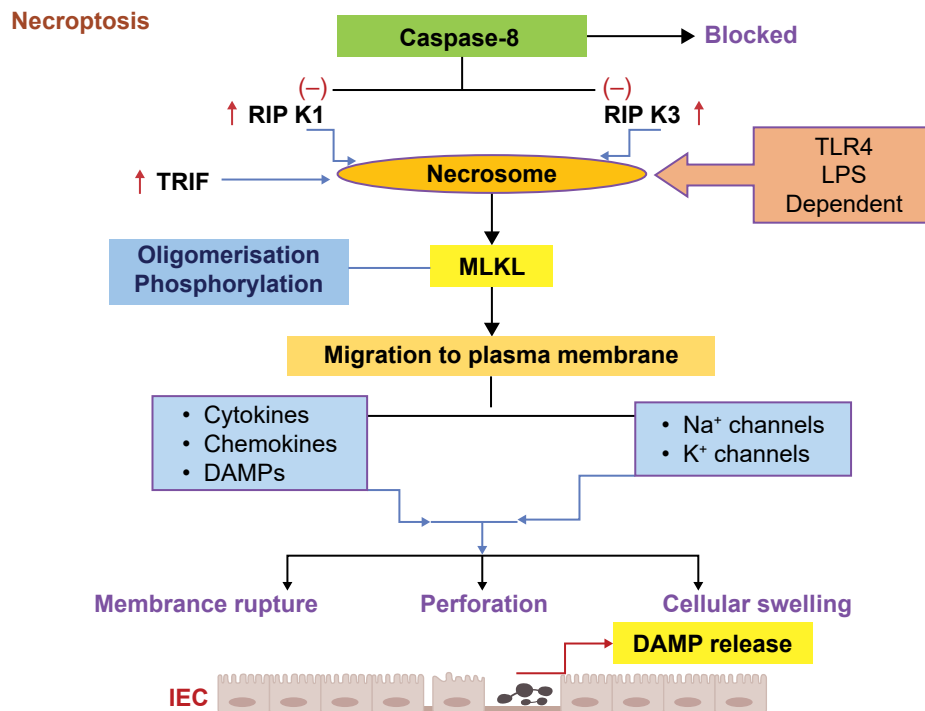 Necroptosis
Caspase-8
Blocked
(–)
(–)
↑ RIP K1
RIP K3 ↑
TLR4
LPS
Dependent
↑ TRIF
Necrosome
Oligomerisation
Phosphorylation
MLKL
Migration to plasma membrane
• Cytokines
• Chemokines
• DAMPs
• Na⁺ channels
• K⁺ channels
Membrance rupture
Perforation
Cellular swelling
DAMP release
IEC